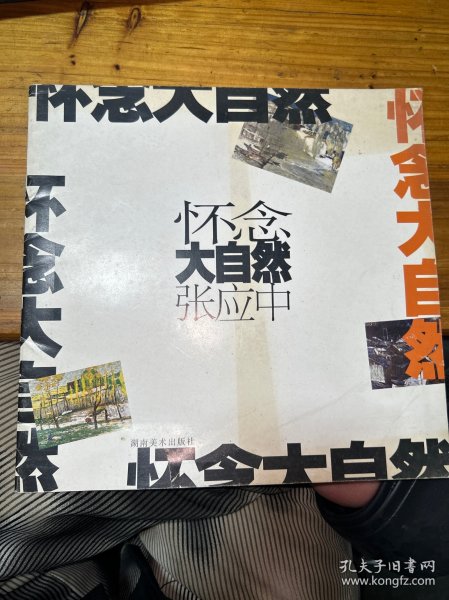 怀念大自然
怀念大自然
怀念大自然
怀念
大自然
张应中
湖南美术出版社
怀念大自然
孔夫子旧书网
www.kongfz.com